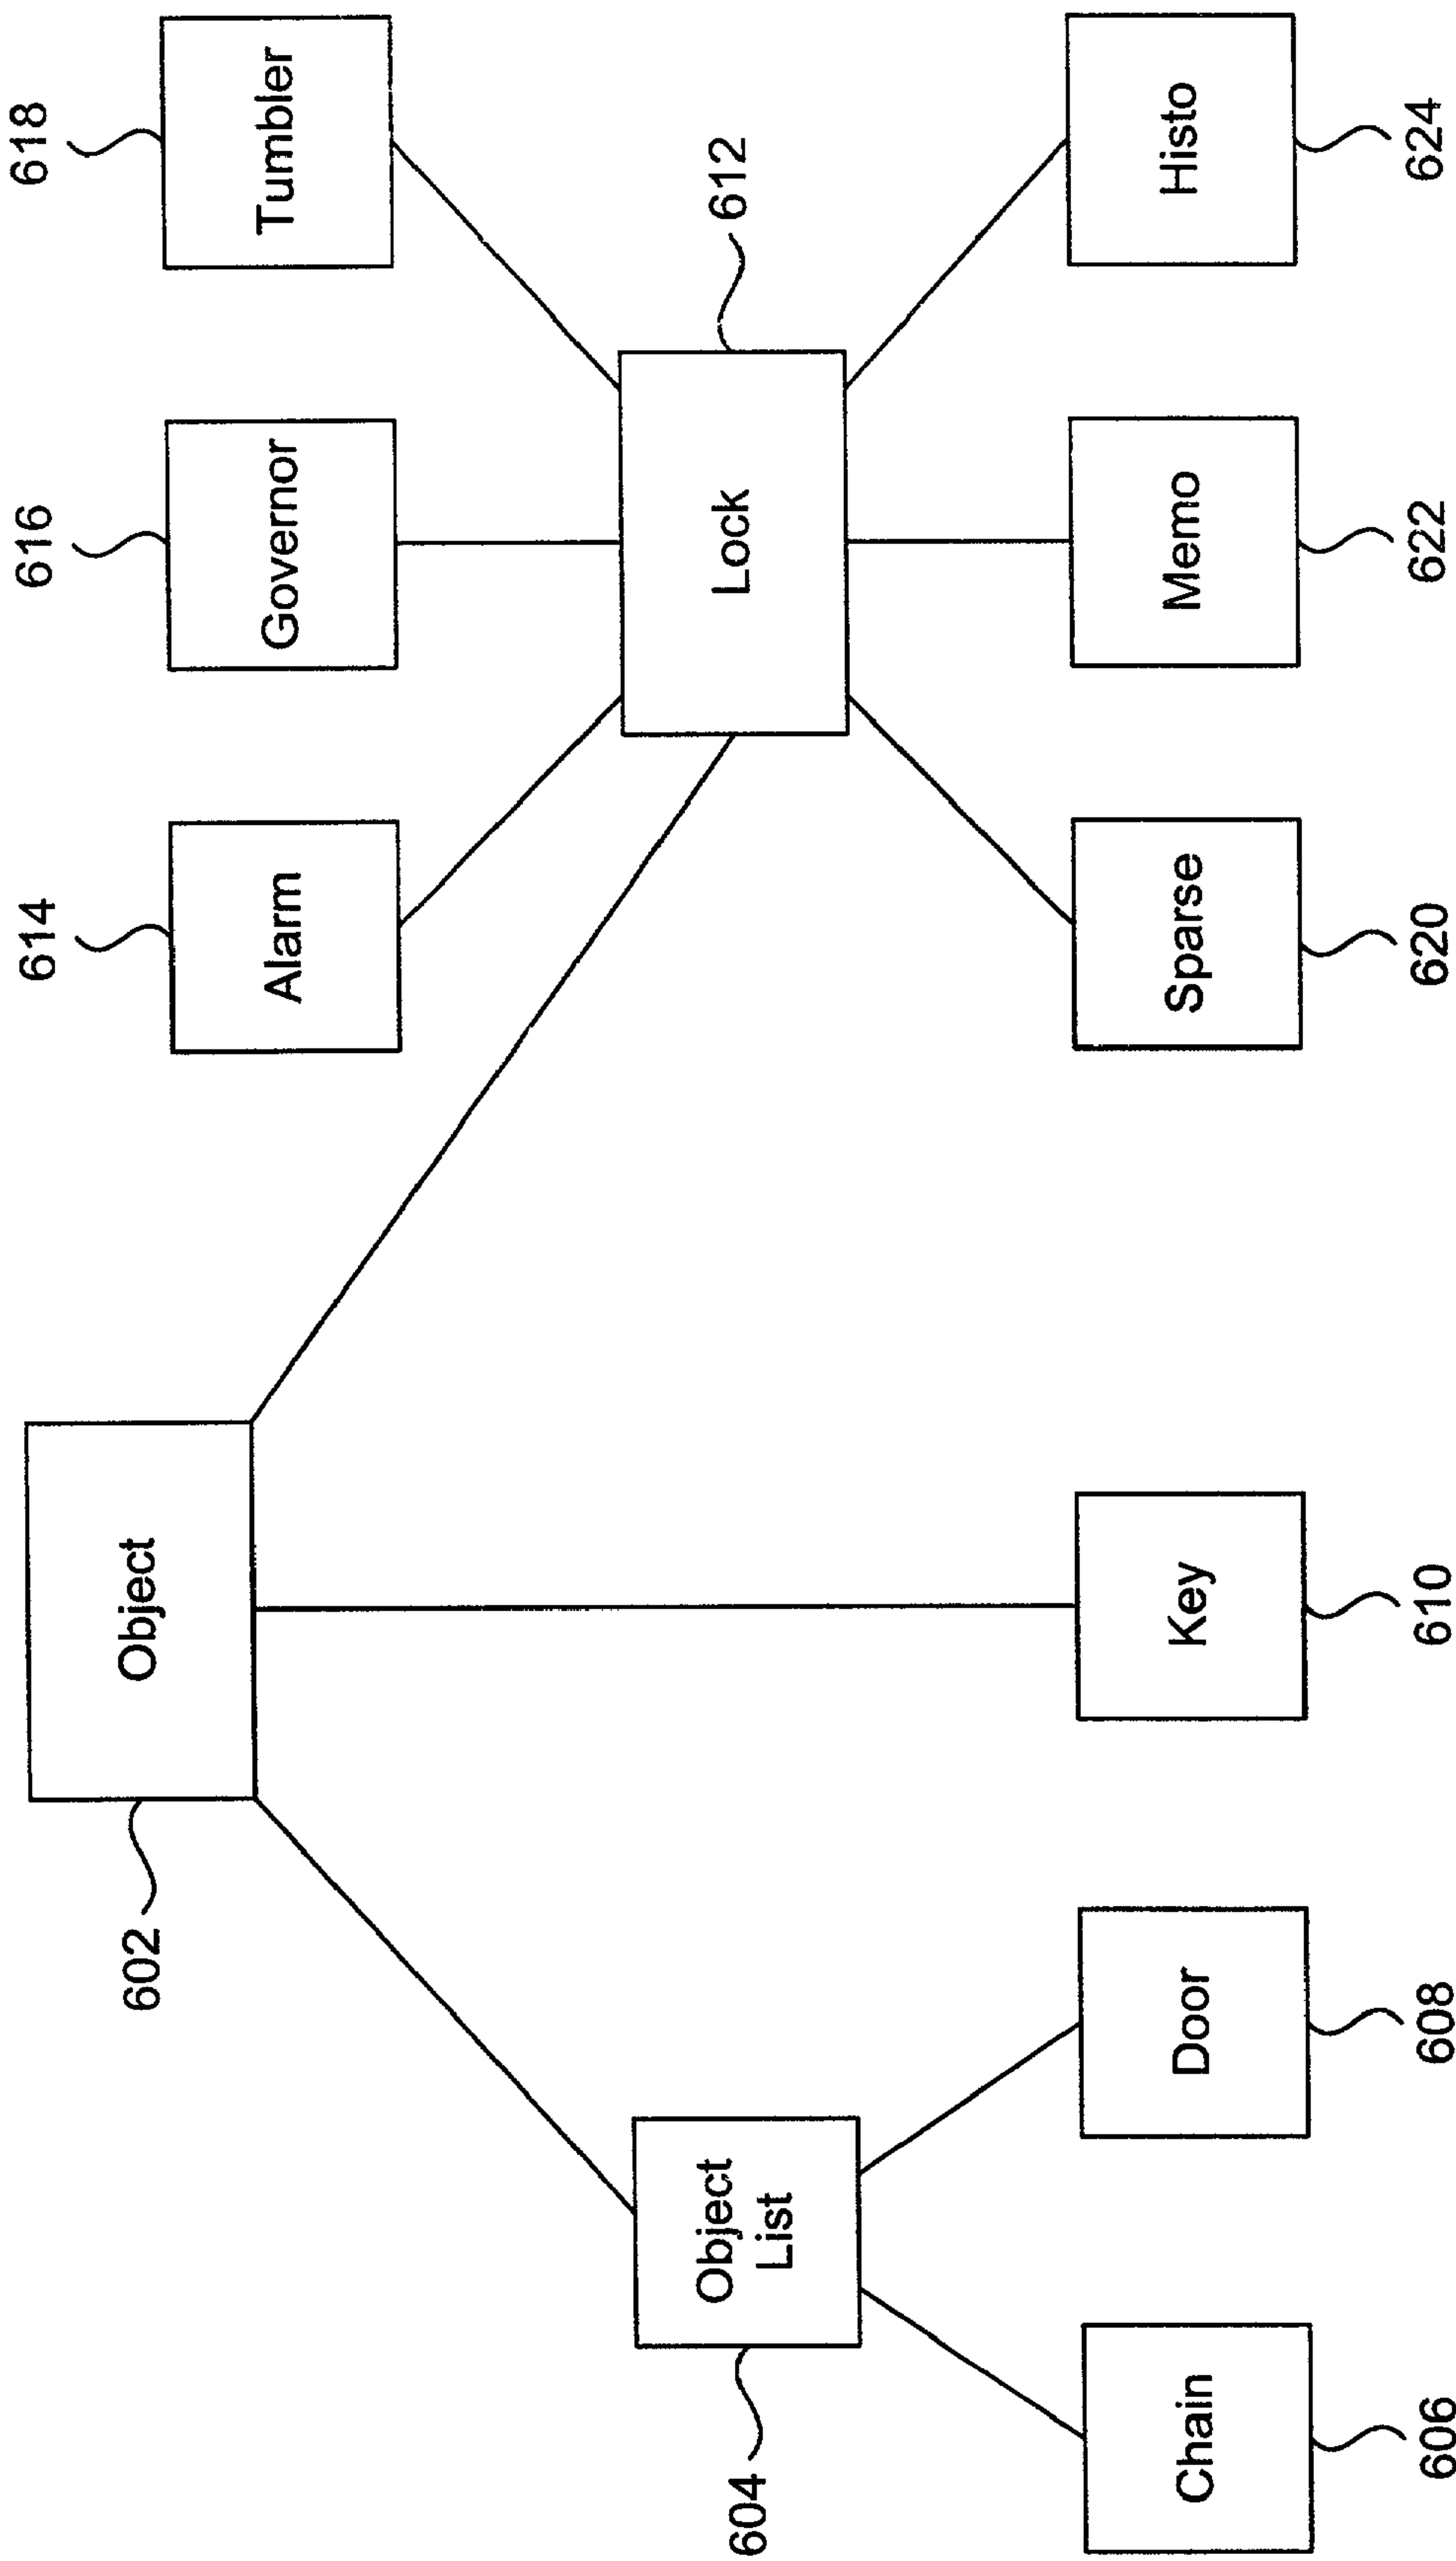 602
Object
614
616
618
Alarm
Governor
Tumbler
604
Object
List
Lock
612
Chain
Door
Key
Sparse
Memo
Histo
606
608
610
620
622
624